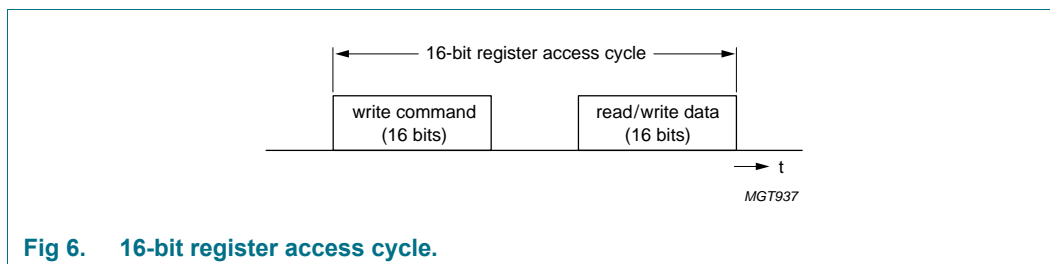 16-bit register access cycle
write command
(16 bits)
read/write data
(16 bits)
t
MGT937
Fig 6. 16-bit register access cycle.